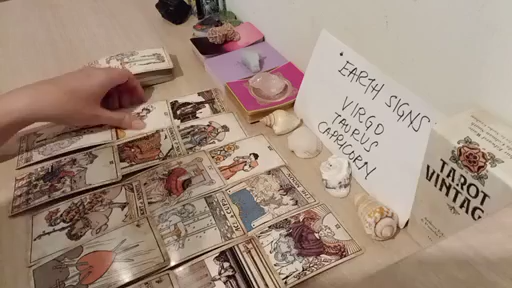 EARTH SIGNS
VIRGO
TAURUS
CAPRICORN
TAROT
VINTAG